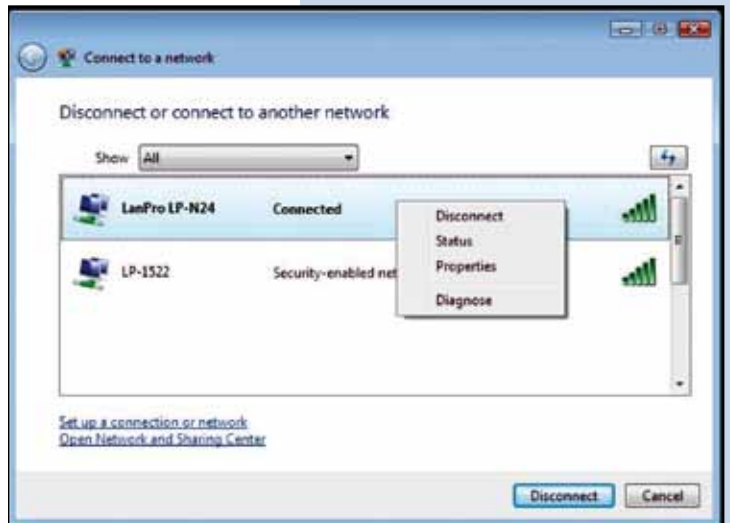 Connect to a network
Disconnect or connect to another network
Show All
LanPro LP-N24 Connected
Disconnect
Status
Properties
Diagnose
LP-1522 Security-enabled net
Set up a connection or network
Open Network and Sharing Center
Disconnect Cancel